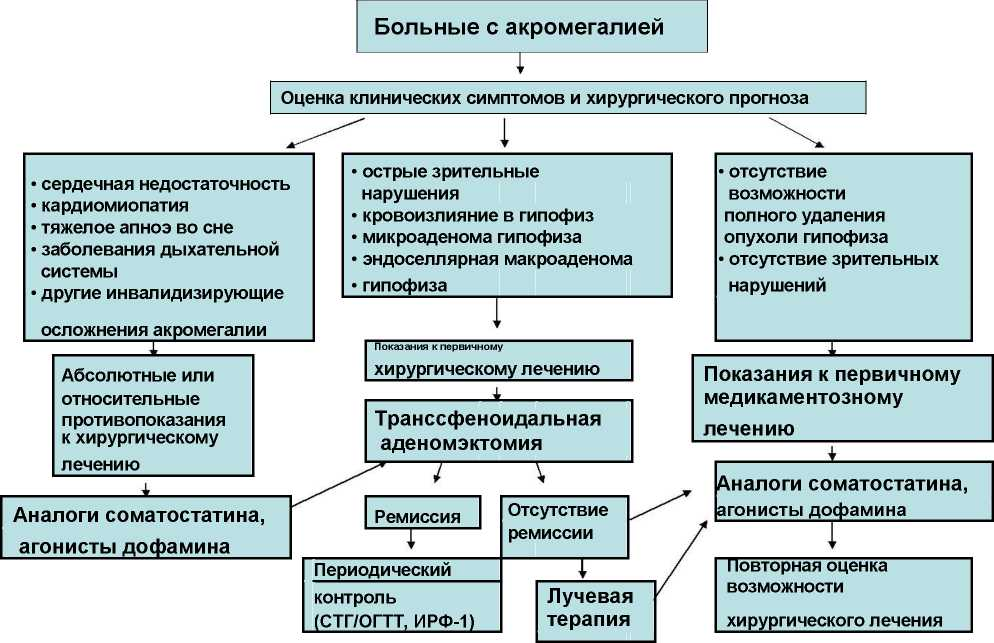 Больные с акромегалией
Оценка клинических симптомов и хирургического прогноза
• сердечная недостаточность
• кардиомиопатия
• тяжелое апноэ во сне
• заболевания дыхательной
системы
• другие инвалидизирующие
осложнения акромегалии
• острые зрительные
нарушения
• кровоизлияние в гипофиз
• микроаденома гипофиза
• эндоселлярная макроаденома
• гипофиза
• отсутствие
возможности
полного удаления
опухоли гипофиза
• отсутствие зрительных
нарушений
Абсолютные или
относительные
противопоказания
к хирургическому
лечению
Показания к первичному
хирургическому лечению
Показания к первичному
медикаментозному
лечению
Транссфеноидальная
аденомэктомия
Аналоги соматостатина,
агонисты дофамина
Ремиссия
Отсутствие
ремиссии
Аналоги соматостатина,
агонисты дофамина
Периодический
контроль
(СТГ/ОГТТ, ИРФ-1)
Лучевая
терапия
Повторная оценка
возможности
хирургического лечения